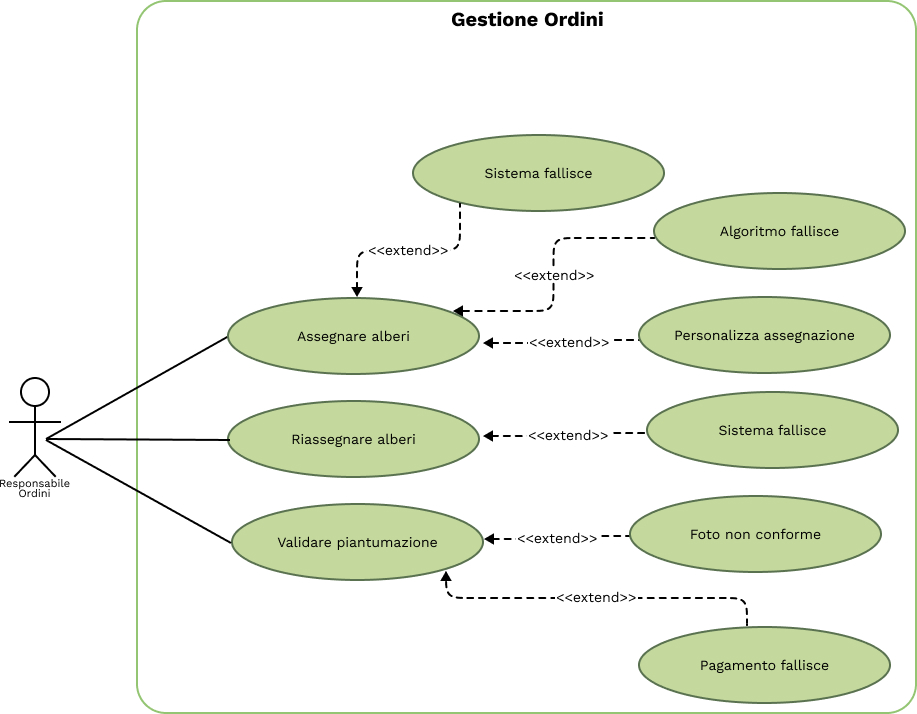 Gestione Ordini
Sistema fallisce
Algoritmo fallisce
<<extend>>
<<extend>>
Assegnare alberi
Personalizza assegnazione
<<extend>>
Riassegnare alberi
<<extend>>
Sistema fallisce
Responsabile
Ordini
Validare piantumazione
<<extend>>
Foto non conforme
<<extend>>
Pagamento fallisce